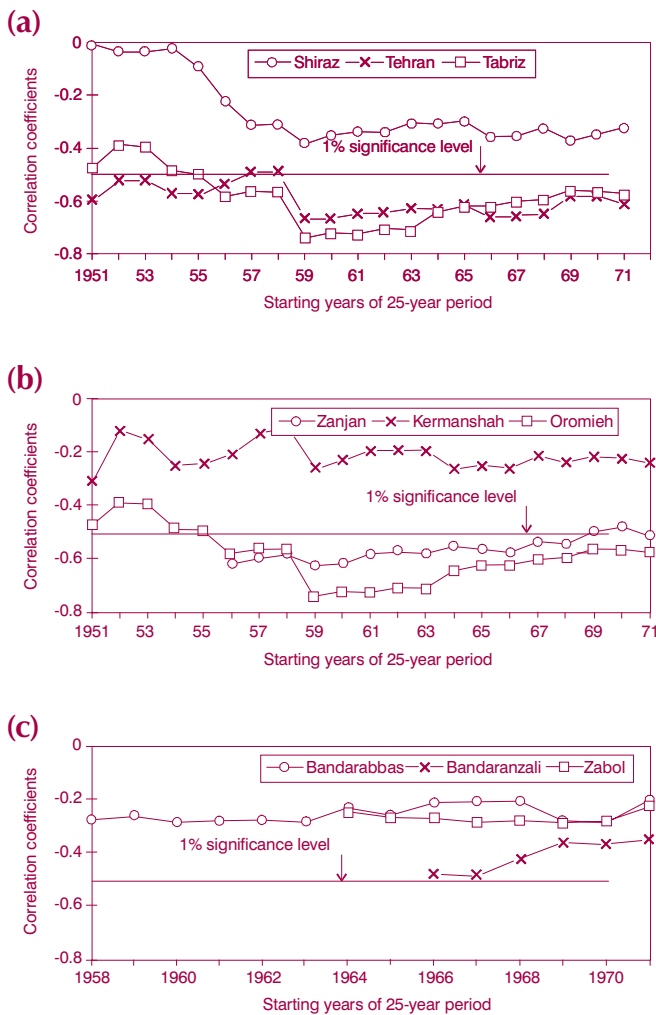 (a)
0
Shiraz Tehran Tabriz
-0.2
1% significance level
-0.4
-0.6
-0.8
Correlation coefficients
1951 53 55 57 59 61 63 65 67 69 71
Starting years of 25-year period
(b)
0
Zanjan Kermanshah Oromieh
-0.2
-0.4
1% significance level
-0.6
-0.8
Correlation coefficients
1951 53 55 57 59 61 63 65 67 69 71
Starting years of 25-year period
(c)
0
Bandarabbas Bandaranzali Zabol
-0.2
1% significance level
-0.4
-0.6
-0.8
Correlation coefficients
1958 1960 1962 1964 1966 1968 1970
Starting years of 25-year period